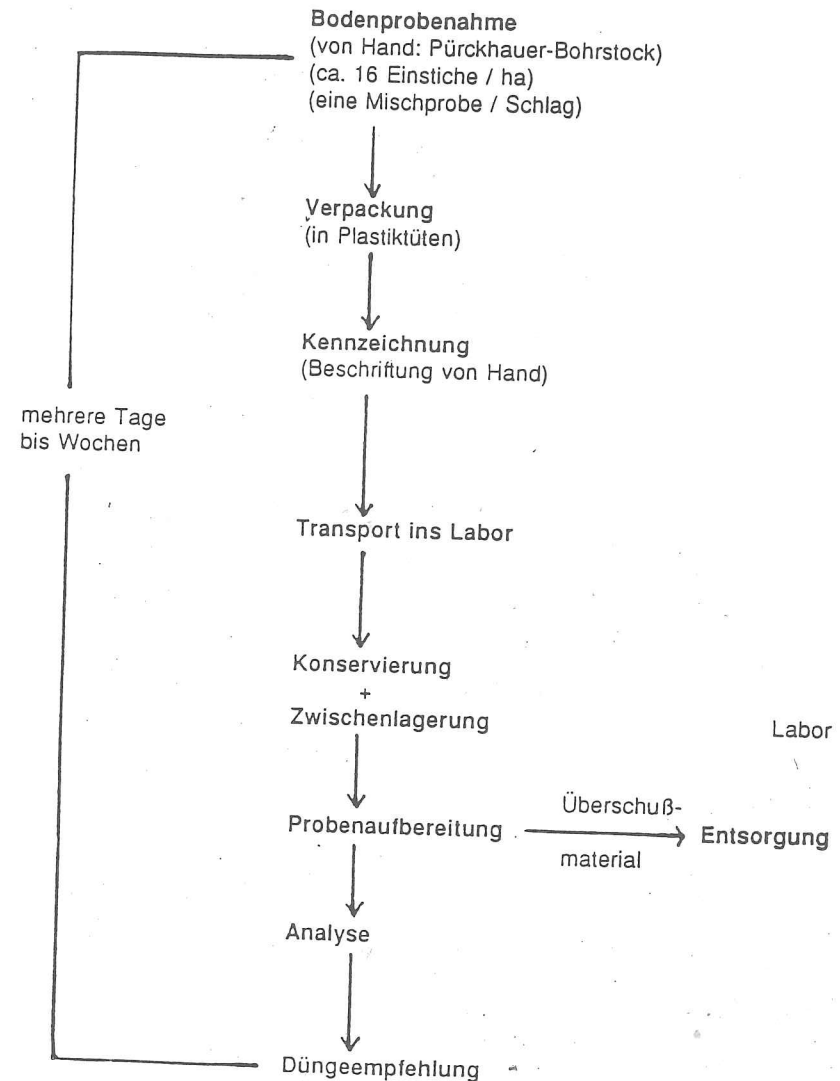 Bodenprobenahme
(von Hand: Pürckhauer-Bohrstock)
(ca. 16 Einstiche / ha)
(eine Mischprobe / Schlag)
Verpackung
(in Plastiktüten)
Kennzeichnung
(Beschriftung von Hand)
mehrere Tage
bis Wochen
Transport ins Labor
Konservierung
+
Zwischenlagerung
Labor
Probenaufbereitung
Überschuß-
material
Entsorgung
Analyse
Düngeempfehlung